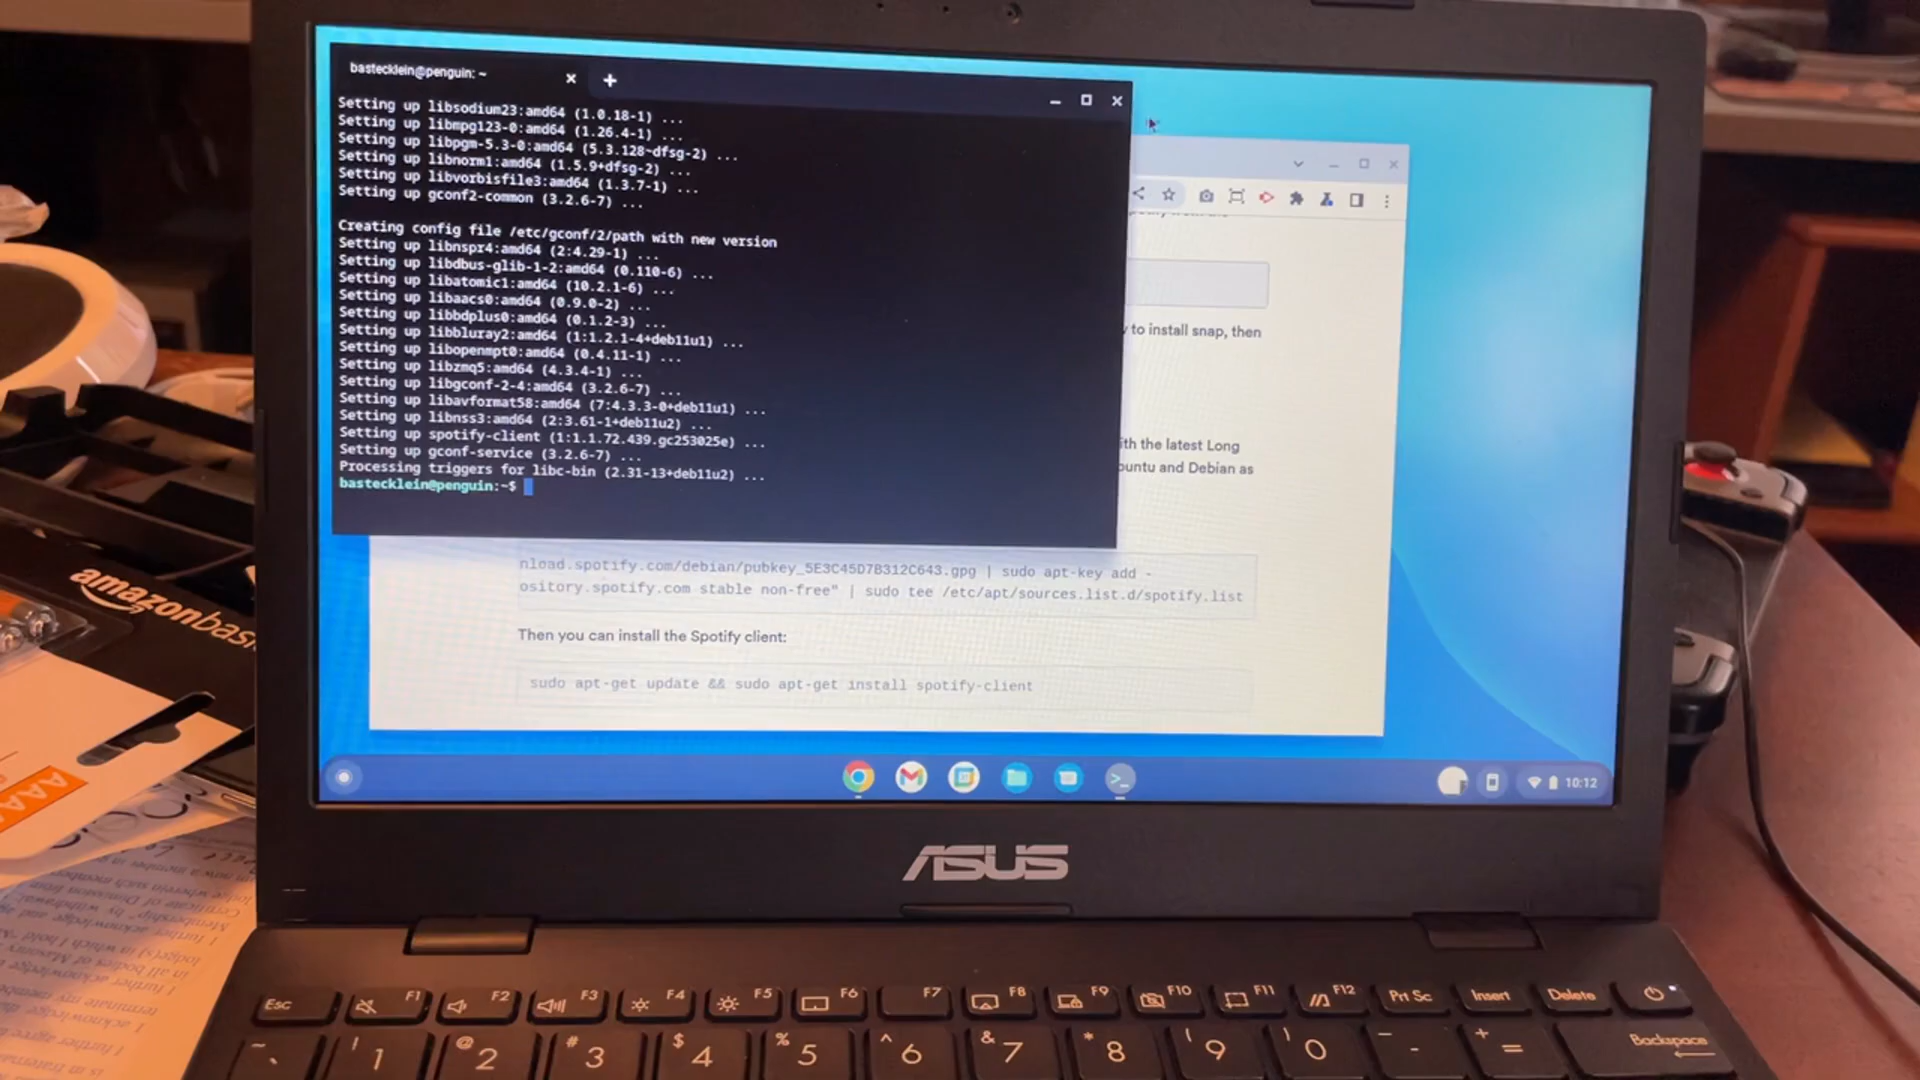 bastecklein@penguin: ~
Setting up libsodium23:amd64 (1.0.18-1) ...
Setting up libmpg123-0:amd64 (1.26.4-1) ...
Setting up libpgm-5.3-0:amd64 (5.3.128~dfsg-2) ...
Setting up libnorm1:amd64 (1.5.9+dfsg-2) ...
Setting up libvorbisfile3:amd64 (1.3.7-1) ...
Setting up gconf2-common (3.2.6-7) ...
Creating config file /etc/gconf/2/path with new version
Setting up libnspr4:amd64 (2:4.29-1) ...
Setting up libdbus-glib-1-2:amd64 (0.110-6) ...
Setting up libatomic1:amd64 (10.2.1-6) ...
Setting up libaacs0:amd64 (0.9.0-2) ...
Setting up libbdplus0:amd64 (0.1.2-3) ...
Setting up libbluray2:amd64 (1:1.2.1-4+deb11u1) ...
Setting up libopenmpt0:amd64 (0.4.11-1) ...
Setting up libzmq5:amd64 (4.3.4-1) ...
Setting up libgconf-2-4:amd64 (3.2.6-7) ...
Setting up libavformat58:amd64 (7:4.3.3-0+deb11u1) ...
Setting up libnss3:amd64 (2:3.61-1+deb11u2) ...
Setting up spotify-client (1:1.1.72.439.gc253025e) ...
Setting up gconf-service (3.2.6-7) ...
Processing triggers for libc-bin (2.31-13+deb11u2) ...
bastecklein@penguin:~$
to install snap, then
ith the latest Long
buntu and Debian as
nload.spotify.com/debian/pubkey_5E3C45D7B312C643.gpg | sudo apt-key add -
ository.spotify.com stable non-free" | sudo tee /etc/apt/sources.list.d/spotify.list
Then you can install the Spotify client:
sudo apt-get update && sudo apt-get install spotify-client
10:12
ASUS
amazonbas
AAA
Esc F1 F2 F3 F4 F5 F6 F7 F8 F9 F10 F11 F12 Prt Sc Insert Delete
~ ! @ # $ % ^ & * ( ) - +
` 1 2 3 4 5 6 7 8 9 0 - = Backspace